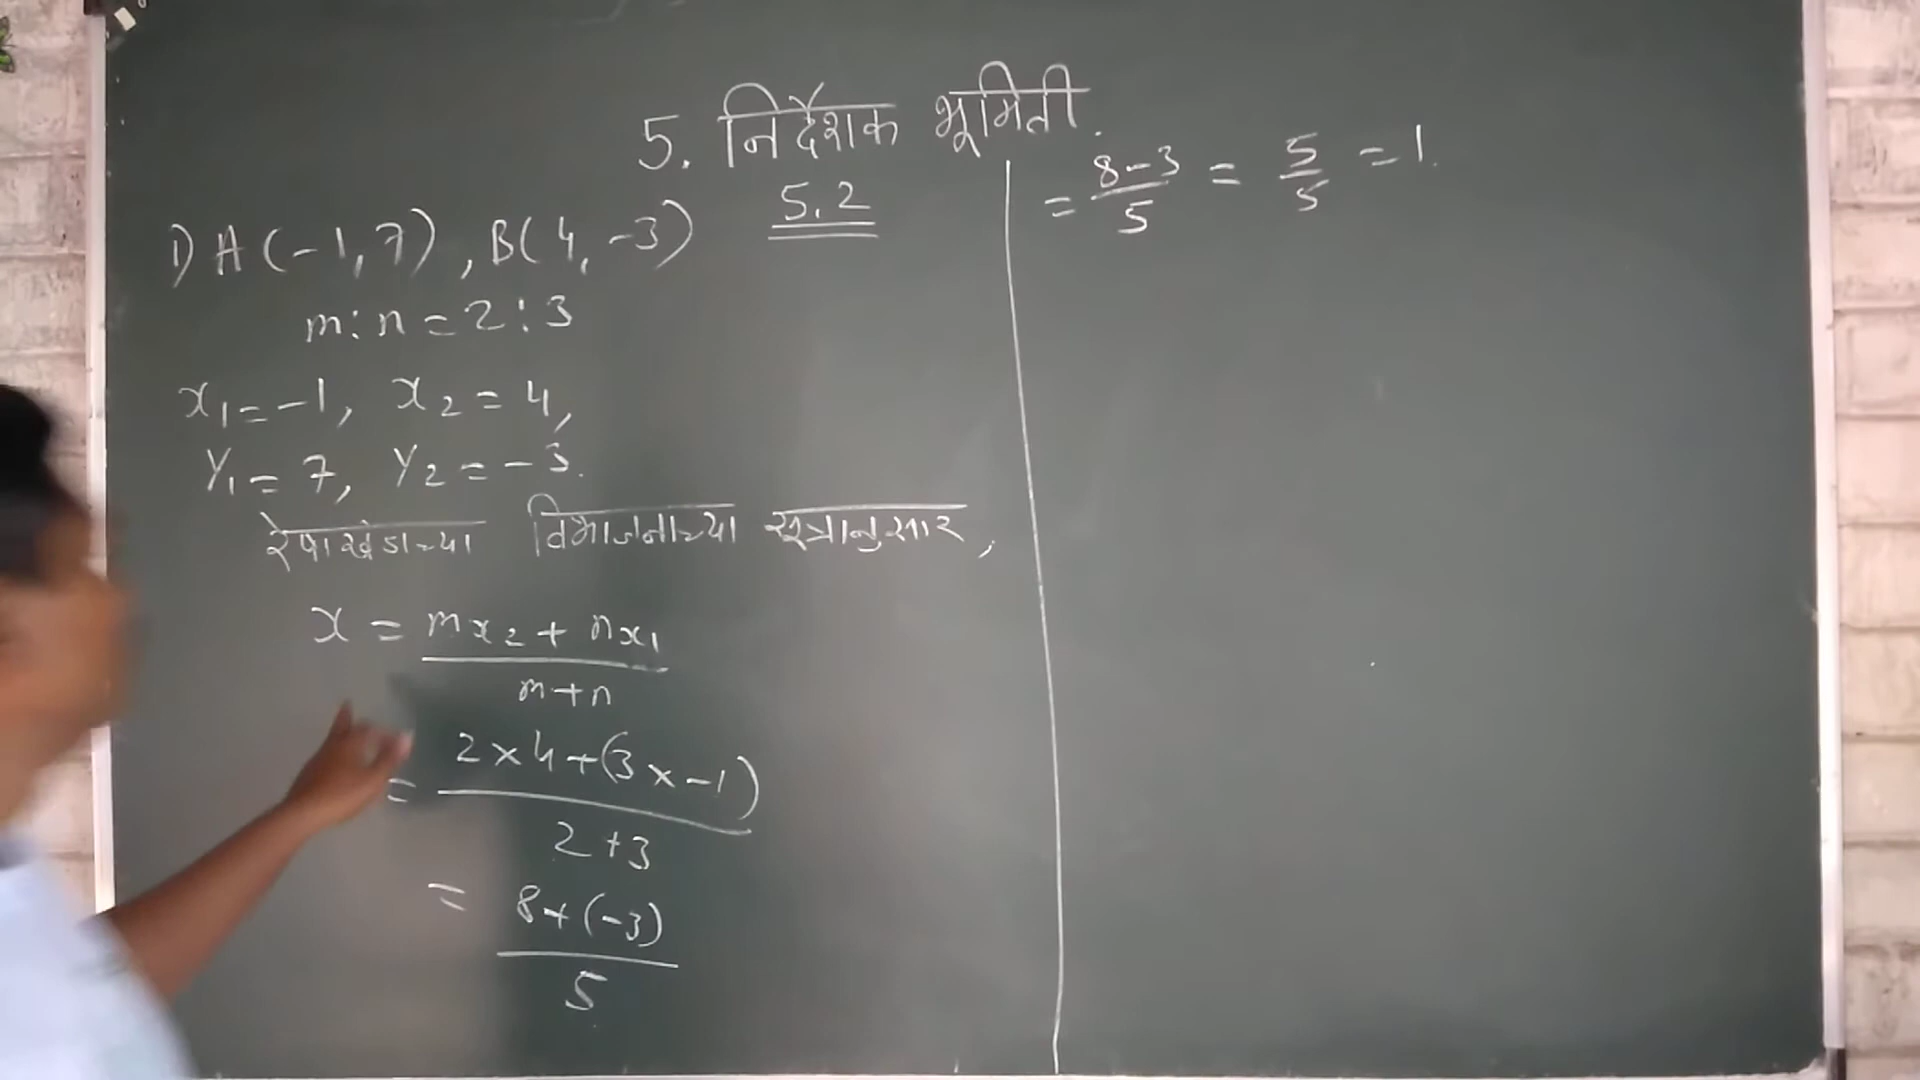 5. निर्देशक भूमिती.
5.2
1) A(-1,7), B(4,-3)
m:n=2:3
x₁=-1, x₂=4,
y₁=7, y₂=-3.
रेषाखंडाच्या विभाजनाच्या सूत्रानुसार,
x = (mx₂ + nx₁)/(m+n)
= (2×4+(3×-1))/(2+3)
= (8+(-3))/5
= (8-3)/5 = 5/5 = 1.